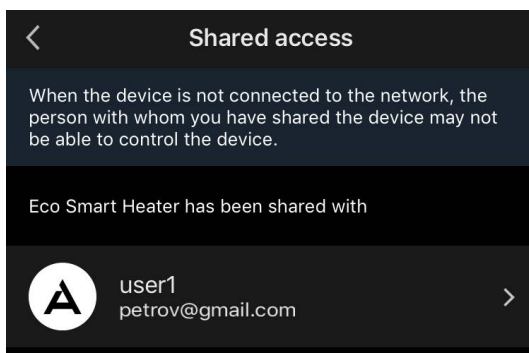 Shared access
When the device is not connected to the network, the
person with whom you have shared the device may not
be able to control the device.
Eco Smart Heater has been shared with
user1
petrov@gmail.com